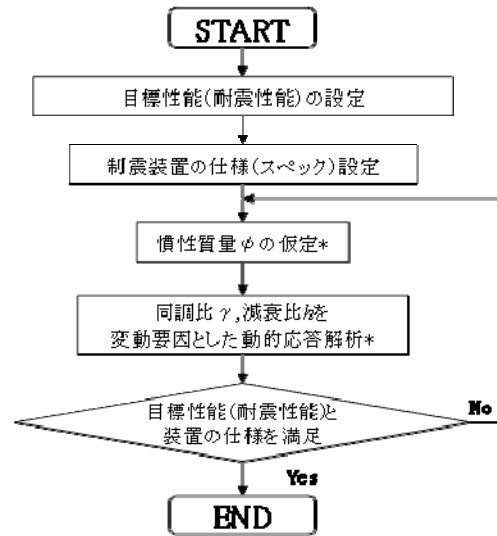 START
目標性能(耐震性能)の設定
制震装置の仕様(スペック)設定
慣性質量φの仮定*
同調比γ,減衰比hを
変動要因とした動的応答解析*
目標性能(耐震性能)と
装置の仕様を満足
No
Yes
END